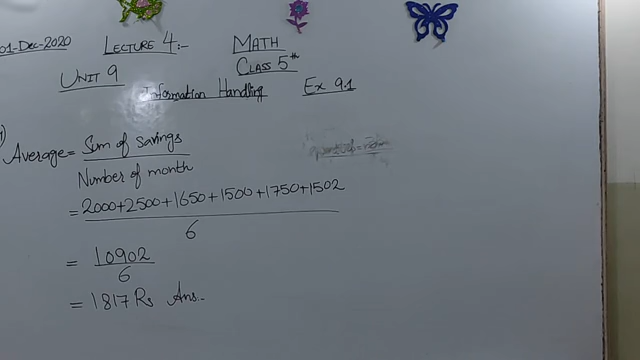 01-Dec-2020 LECTURE 4:- MATH
UNIT 9 CLASS 5th
Information Handling Ex 9.1
Average = Sum of savings
Number of month
= 2000+2500+1650+1500+1750+1502
6
= 10902
6
= 1817 Rs Ans..